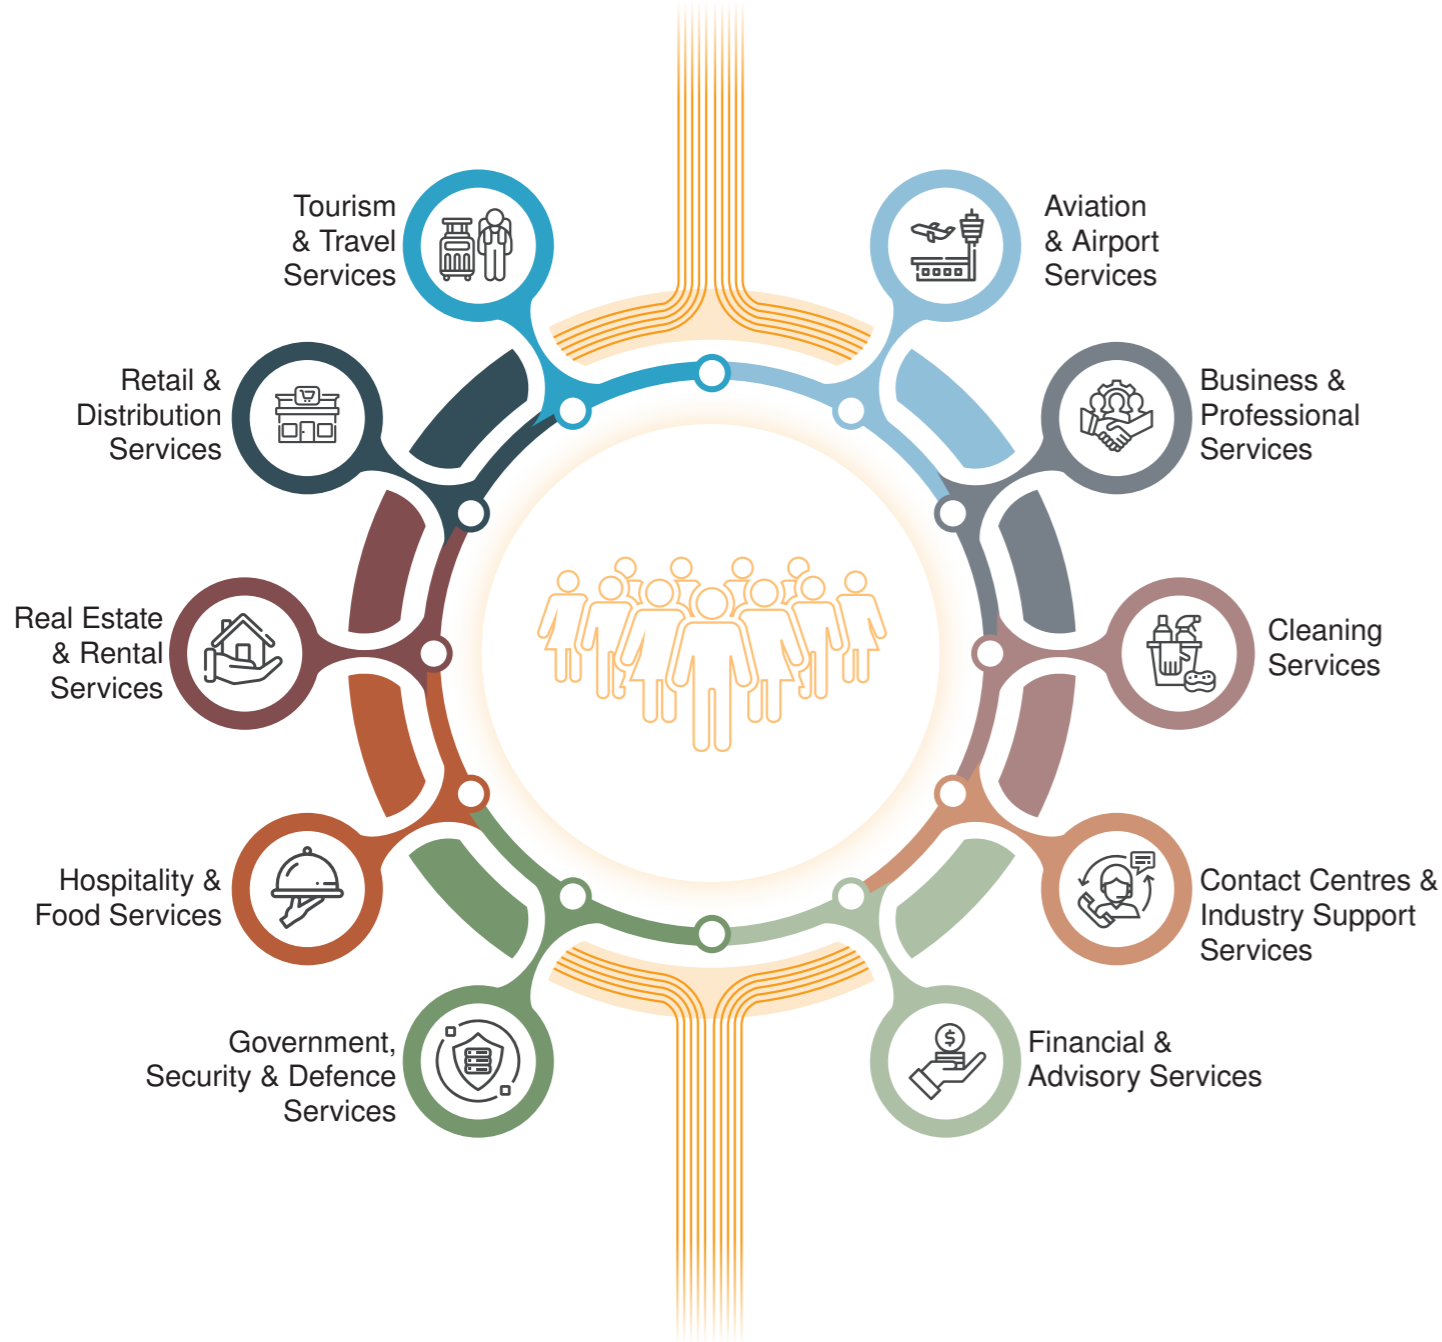 Tourism
& Travel
Services
Aviation
& Airport
Services
Retail &
Distribution
Services
Business &
Professional
Services
Real Estate
& Rental
Services
Cleaning
Services
Hospitality &
Food Services
Contact Centres &
Industry Support
Services
Government,
Security & Defence
Services
Financial &
Advisory Services